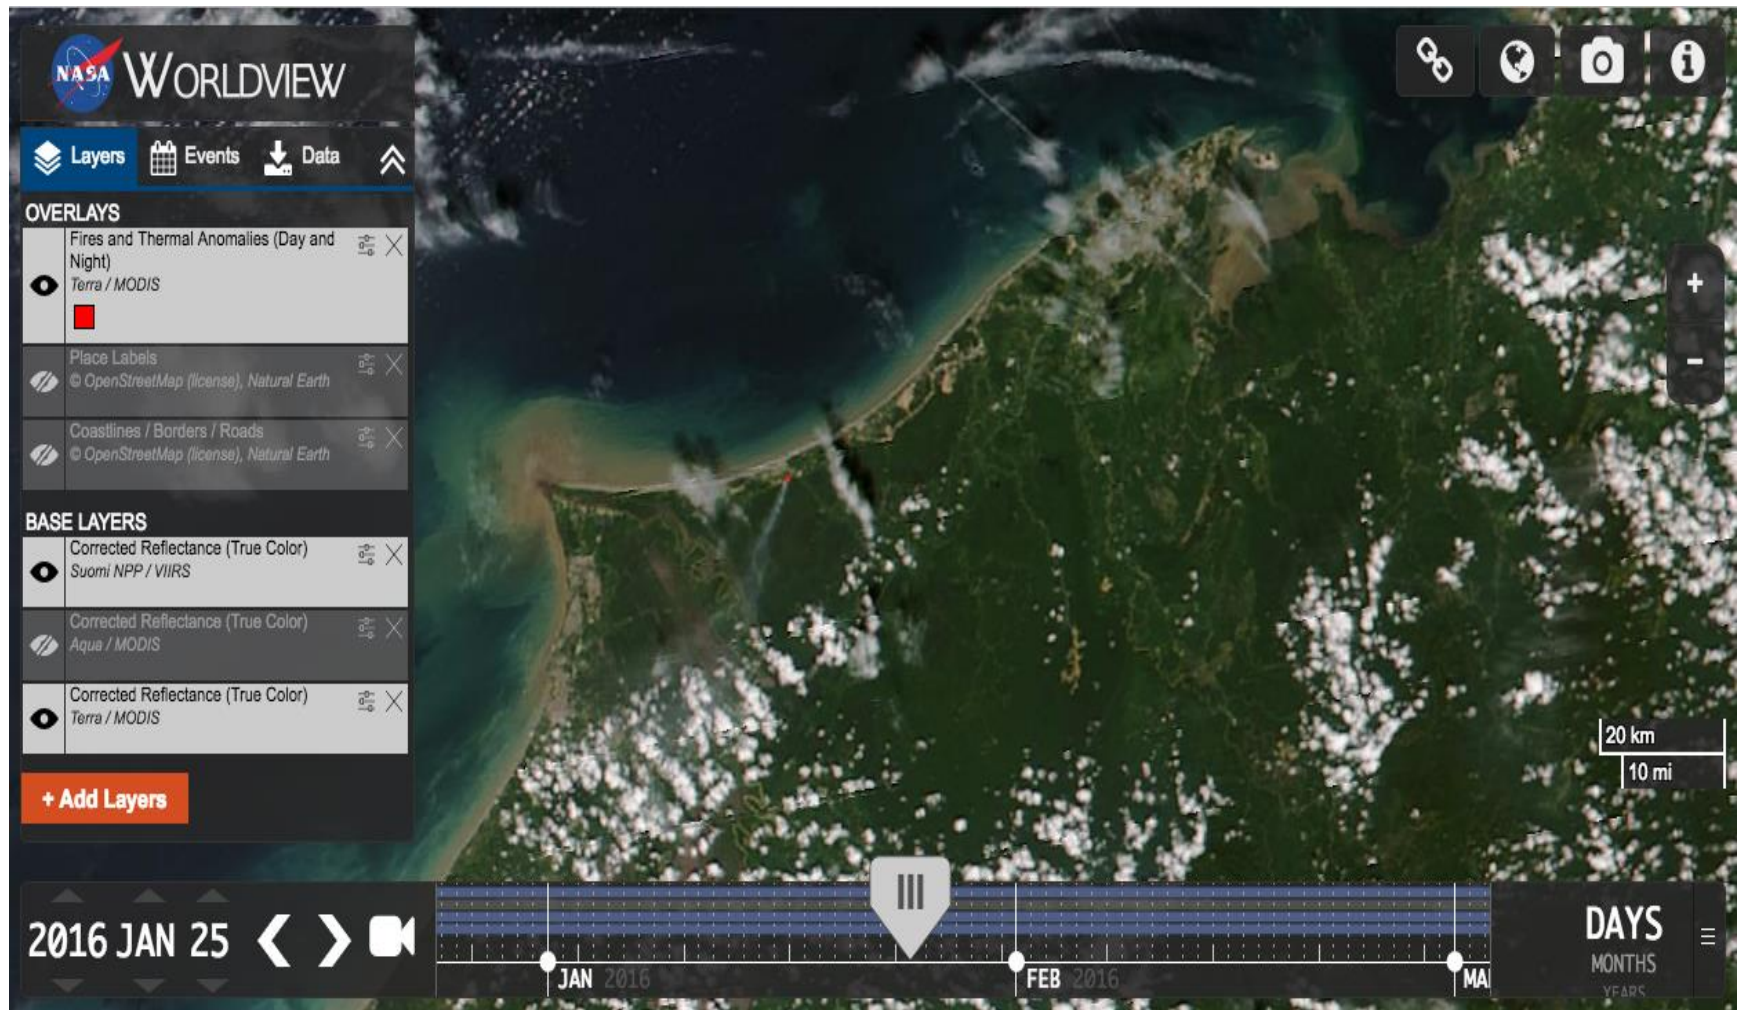 NASA WORLDVIEW
Layers Events Data
OVERLAYS
Fires and Thermal Anomalies (Day and
Night)
Terra / MODIS
Place Labels
© OpenStreetMap (license), Natural Earth
Coastlines / Borders / Roads
© OpenStreetMap (license), Natural Earth
BASE LAYERS
Corrected Reflectance (True Color)
Suomi NPP / VIIRS
Corrected Reflectance (True Color)
Aqua / MODIS
Corrected Reflectance (True Color)
Terra / MODIS
+ Add Layers
20 km
10 mi
2016 JAN 25
JAN 2016
FEB 2016
MA
DAYS
MONTHS
YEARS